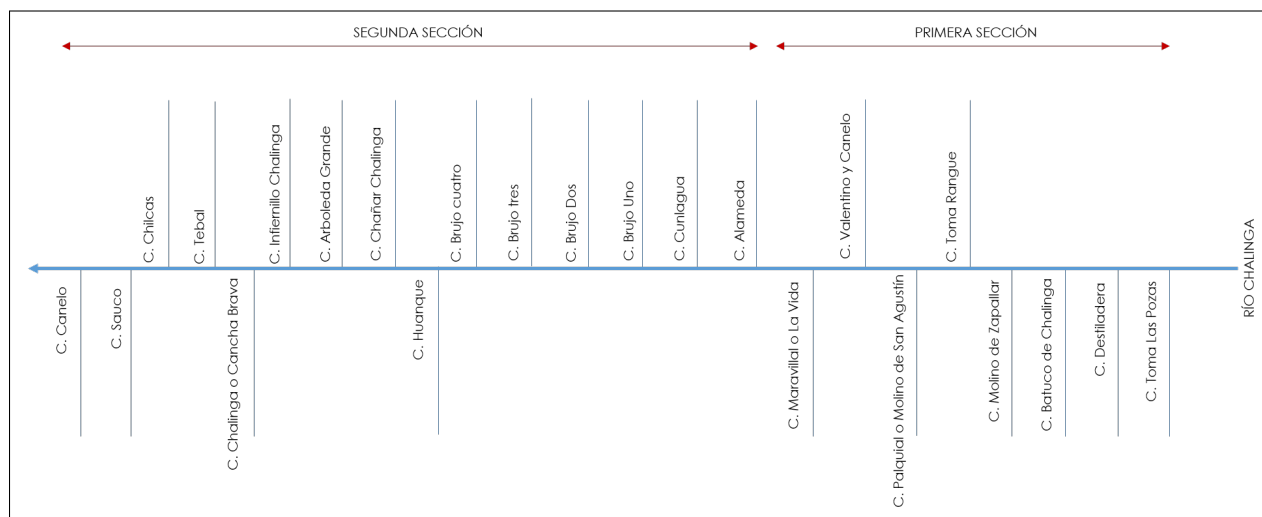 SEGUNDA SECCIÓN
PRIMERA SECCIÓN
C. Chilcas
C. Tebal
C. Infiernillo Chalinga
C. Arboleda Grande
C. Chañar Chalinga
C. Brujo cuatro
C. Brujo tres
C. Brujo Dos
C. Brujo Uno
C. Cunlagua
C. Alameda
C. Valentino y Canelo
C. Toma Rangue
RÍO CHALINGA
C. Canelo
C. Sauco
C. Chalinga o Cancha Brava
C. Huanque
C. Maravillal o La Vida
C. Palquial o Molino de San Agustín
C. Molino de Zapallar
C. Batuco de Chalinga
C. Destiladera
C. Toma Las Pozas